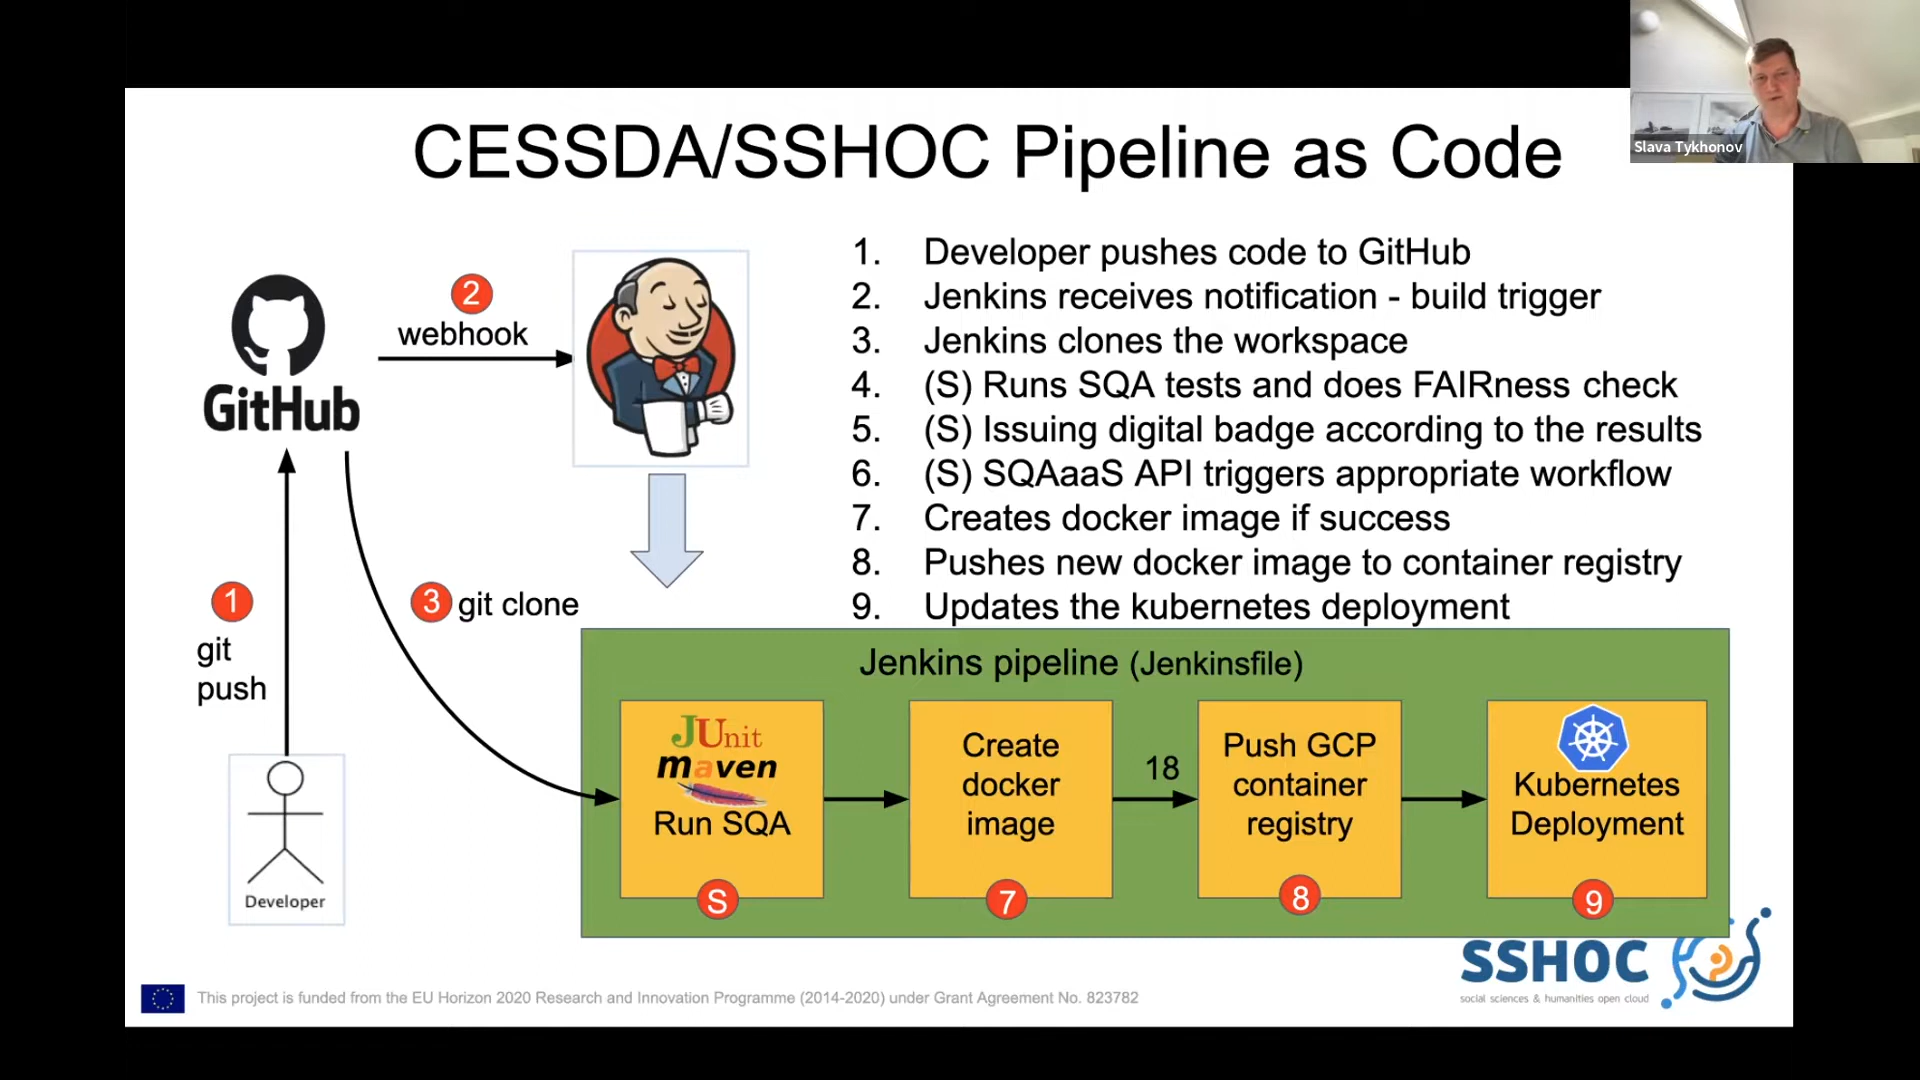 Slava Tykhonov
CESSDA/SSHOC Pipeline as Code
GitHub
2
webhook
1. Developer pushes code to GitHub
2. Jenkins receives notification - build trigger
3. Jenkins clones the workspace
4. (S) Runs SQA tests and does FAIRness check
5. (S) Issuing digital badge according to the results
6. (S) SQAaaS API triggers appropriate workflow
7. Creates docker image if success
8. Pushes new docker image to container registry
9. Updates the kubernetes deployment
1
git
push
3 git clone
Developer
Jenkins pipeline (Jenkinsfile)
JUnit
maven
Run SQA
S
Create
docker
image
7
18
Push GCP
container
registry
8
Kubernetes
Deployment
9
SSHOC
social sciences & humanities open cloud
This project is funded from the EU Horizon 2020 Research and Innovation Programme (2014-2020) under Grant Agreement No. 823782